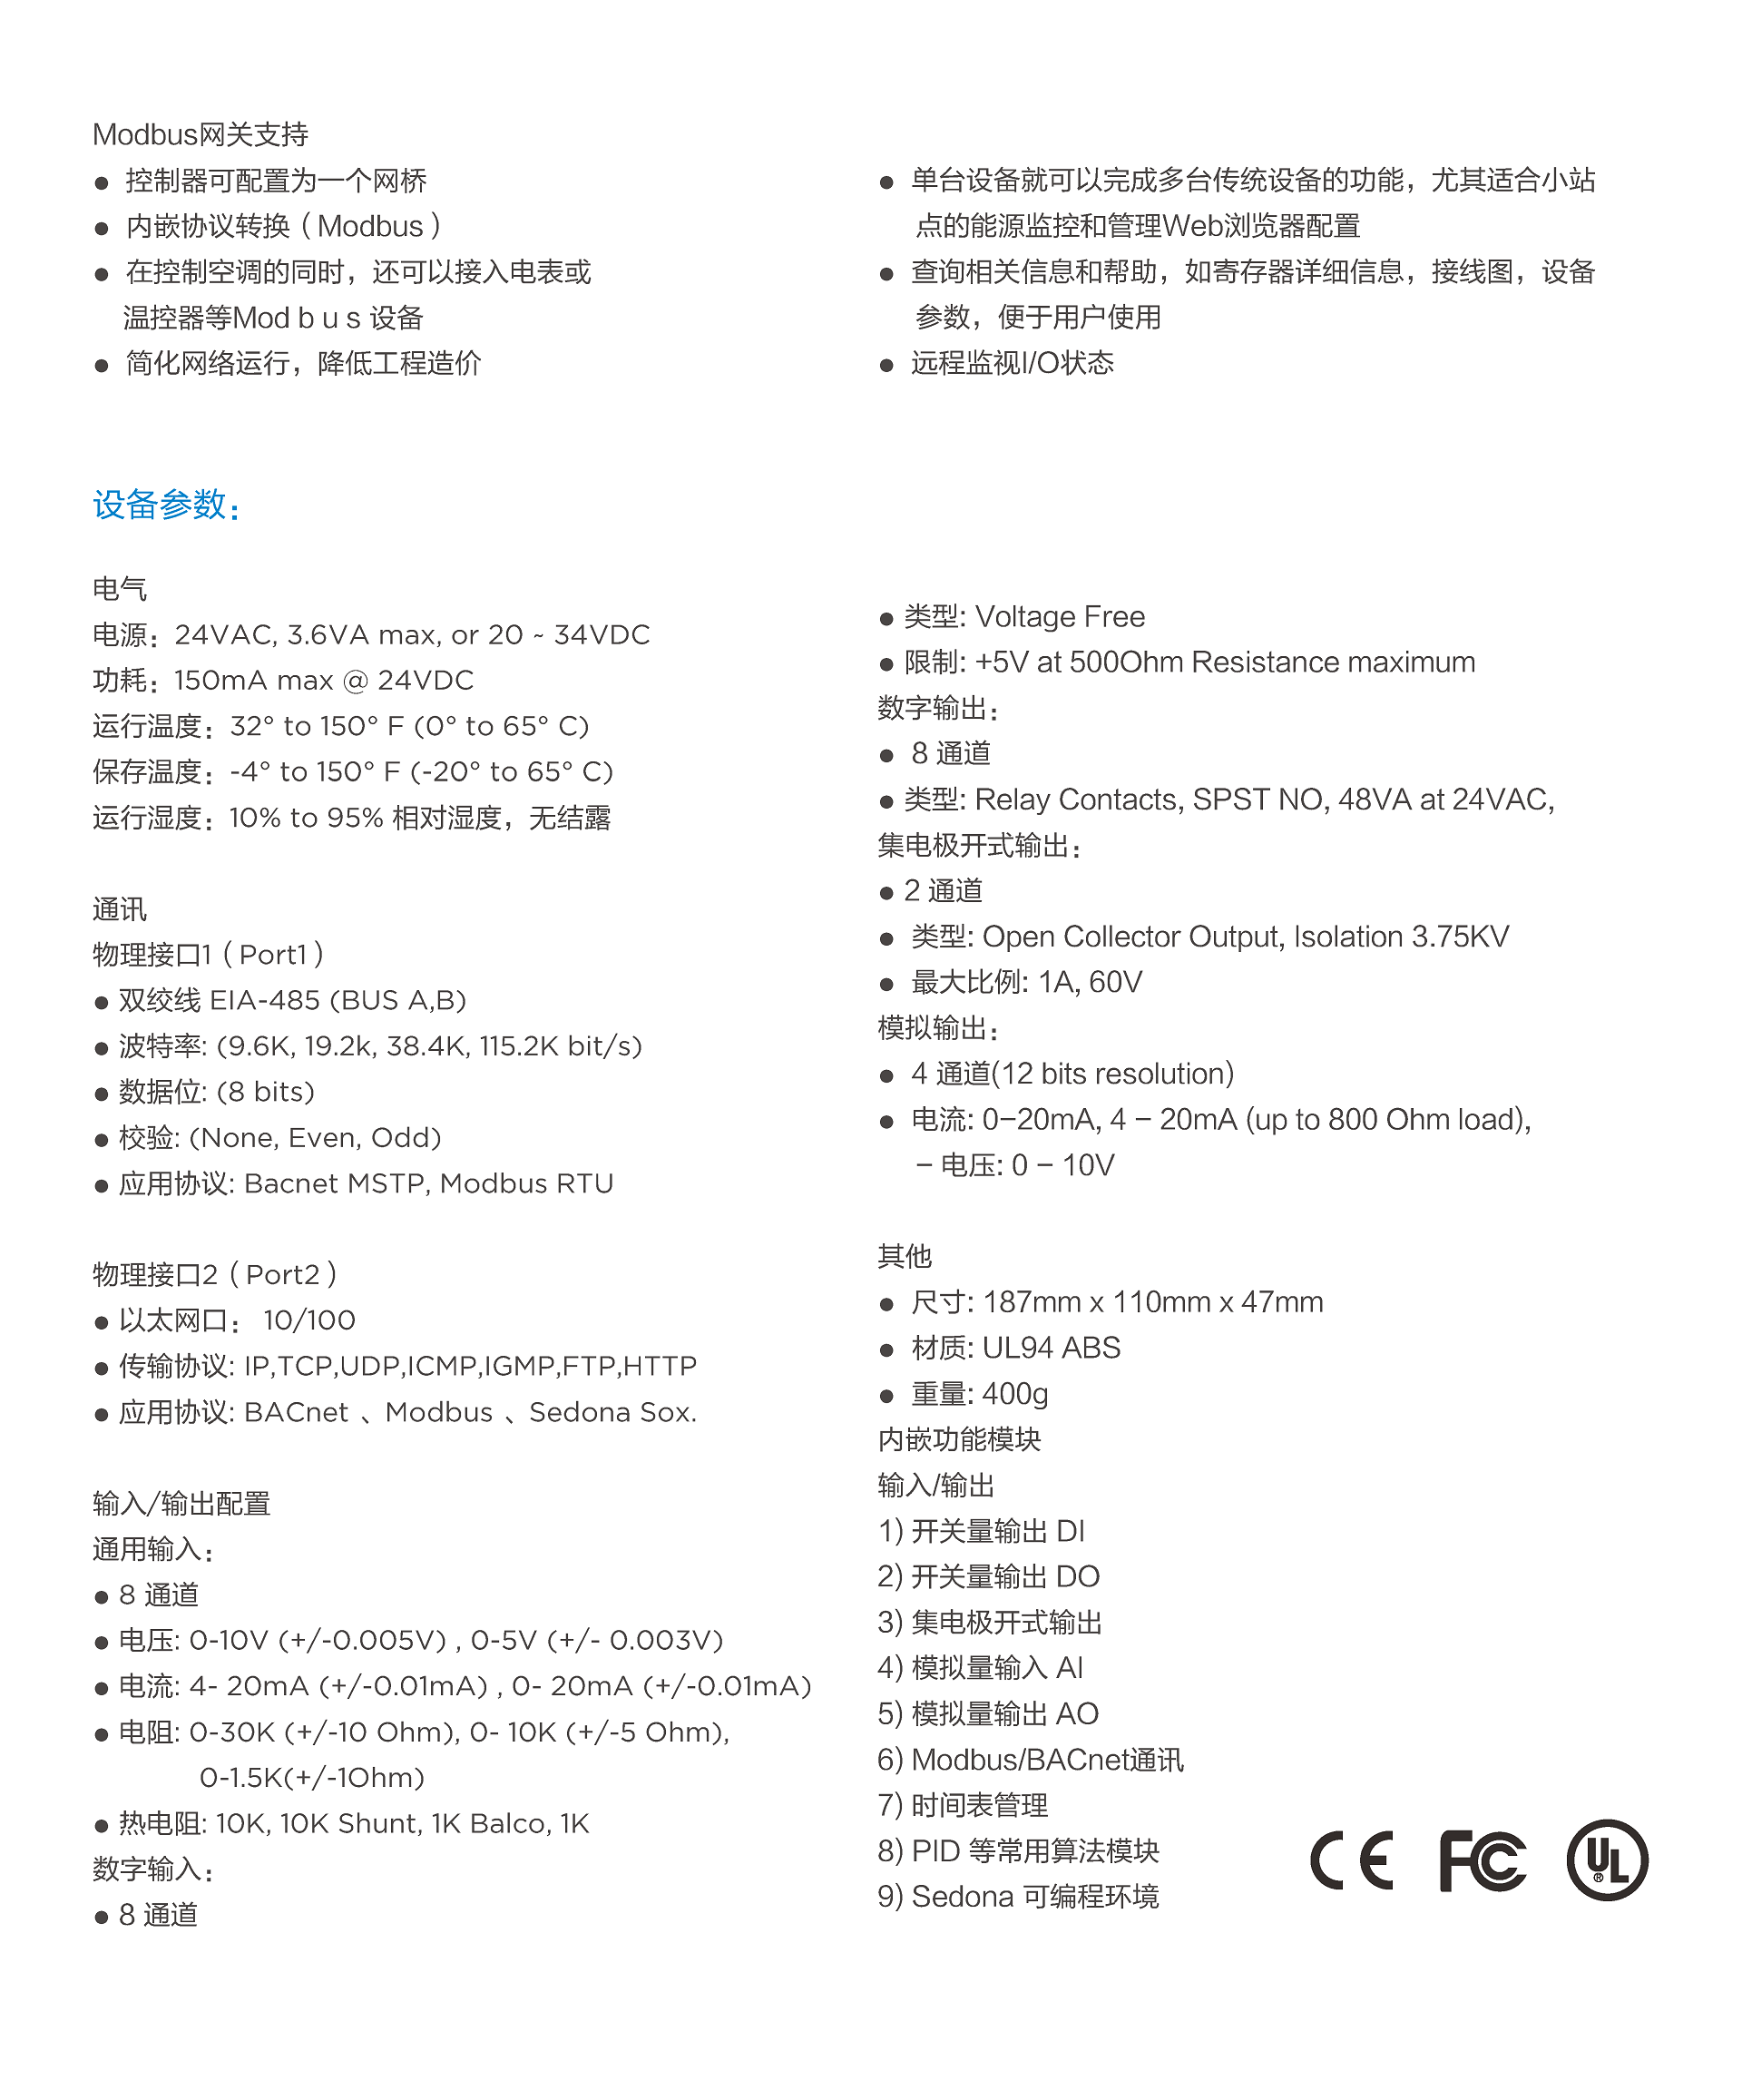 Modbus网关支持
● 控制器可配置为一个网桥
● 内嵌协议转换（Modbus）
● 在控制空调的同时，还可以接入电表或
温控器等Mod b u s 设备
● 简化网络运行，降低工程造价
● 单台设备就可以完成多台传统设备的功能，尤其适合小站
点的能源监控和管理Web浏览器配置
● 查询相关信息和帮助，如寄存器详细信息，接线图，设备
参数，便于用户使用
● 远程监视I/O状态
设备参数：
电气
电源：24VAC, 3.6VA max, or 20 ~ 34VDC
功耗：150mA max @ 24VDC
运行温度：32° to 150° F (0° to 65° C)
保存温度：-4° to 150° F (-20° to 65° C)
运行湿度：10% to 95% 相对湿度，无结露
通讯
物理接口1（Port1）
● 双绞线 EIA-485 (BUS A,B)
● 波特率: (9.6K, 19.2k, 38.4K, 115.2K bit/s)
● 数据位: (8 bits)
● 校验: (None, Even, Odd)
● 应用协议: Bacnet MSTP, Modbus RTU
物理接口2（Port2）
● 以太网口： 10/100
● 传输协议: IP,TCP,UDP,ICMP,IGMP,FTP,HTTP
● 应用协议: BACnet 、Modbus 、Sedona Sox.
输入/输出配置
通用输入：
● 8 通道
● 电压: 0-10V (+/-0.005V) , 0-5V (+/- 0.003V)
● 电流: 4- 20mA (+/-0.01mA) , 0- 20mA (+/-0.01mA)
● 电阻: 0-30K (+/-10 Ohm), 0- 10K (+/-5 Ohm),
0-1.5K(+/-1Ohm)
● 热电阻: 10K, 10K Shunt, 1K Balco, 1K
数字输入：
● 8 通道
● 类型: Voltage Free
● 限制: +5V at 500Ohm Resistance maximum
数字输出：
● 8 通道
● 类型: Relay Contacts, SPST NO, 48VA at 24VAC,
集电极开式输出：
● 2 通道
● 类型: Open Collector Output, Isolation 3.75KV
● 最大比例: 1A, 60V
模拟输出：
● 4 通道(12 bits resolution)
● 电流: 0–20mA, 4 – 20mA (up to 800 Ohm load),
– 电压: 0 – 10V
其他
● 尺寸: 187mm x 110mm x 47mm
● 材质: UL94 ABS
● 重量: 400g
内嵌功能模块
输入/输出
1) 开关量输出 DI
2) 开关量输出 DO
3) 集电极开式输出
4) 模拟量输入 AI
5) 模拟量输出 AO
6) Modbus/BACnet通讯
7) 时间表管理
8) PID 等常用算法模块
9) Sedona 可编程环境
CE FC UL®